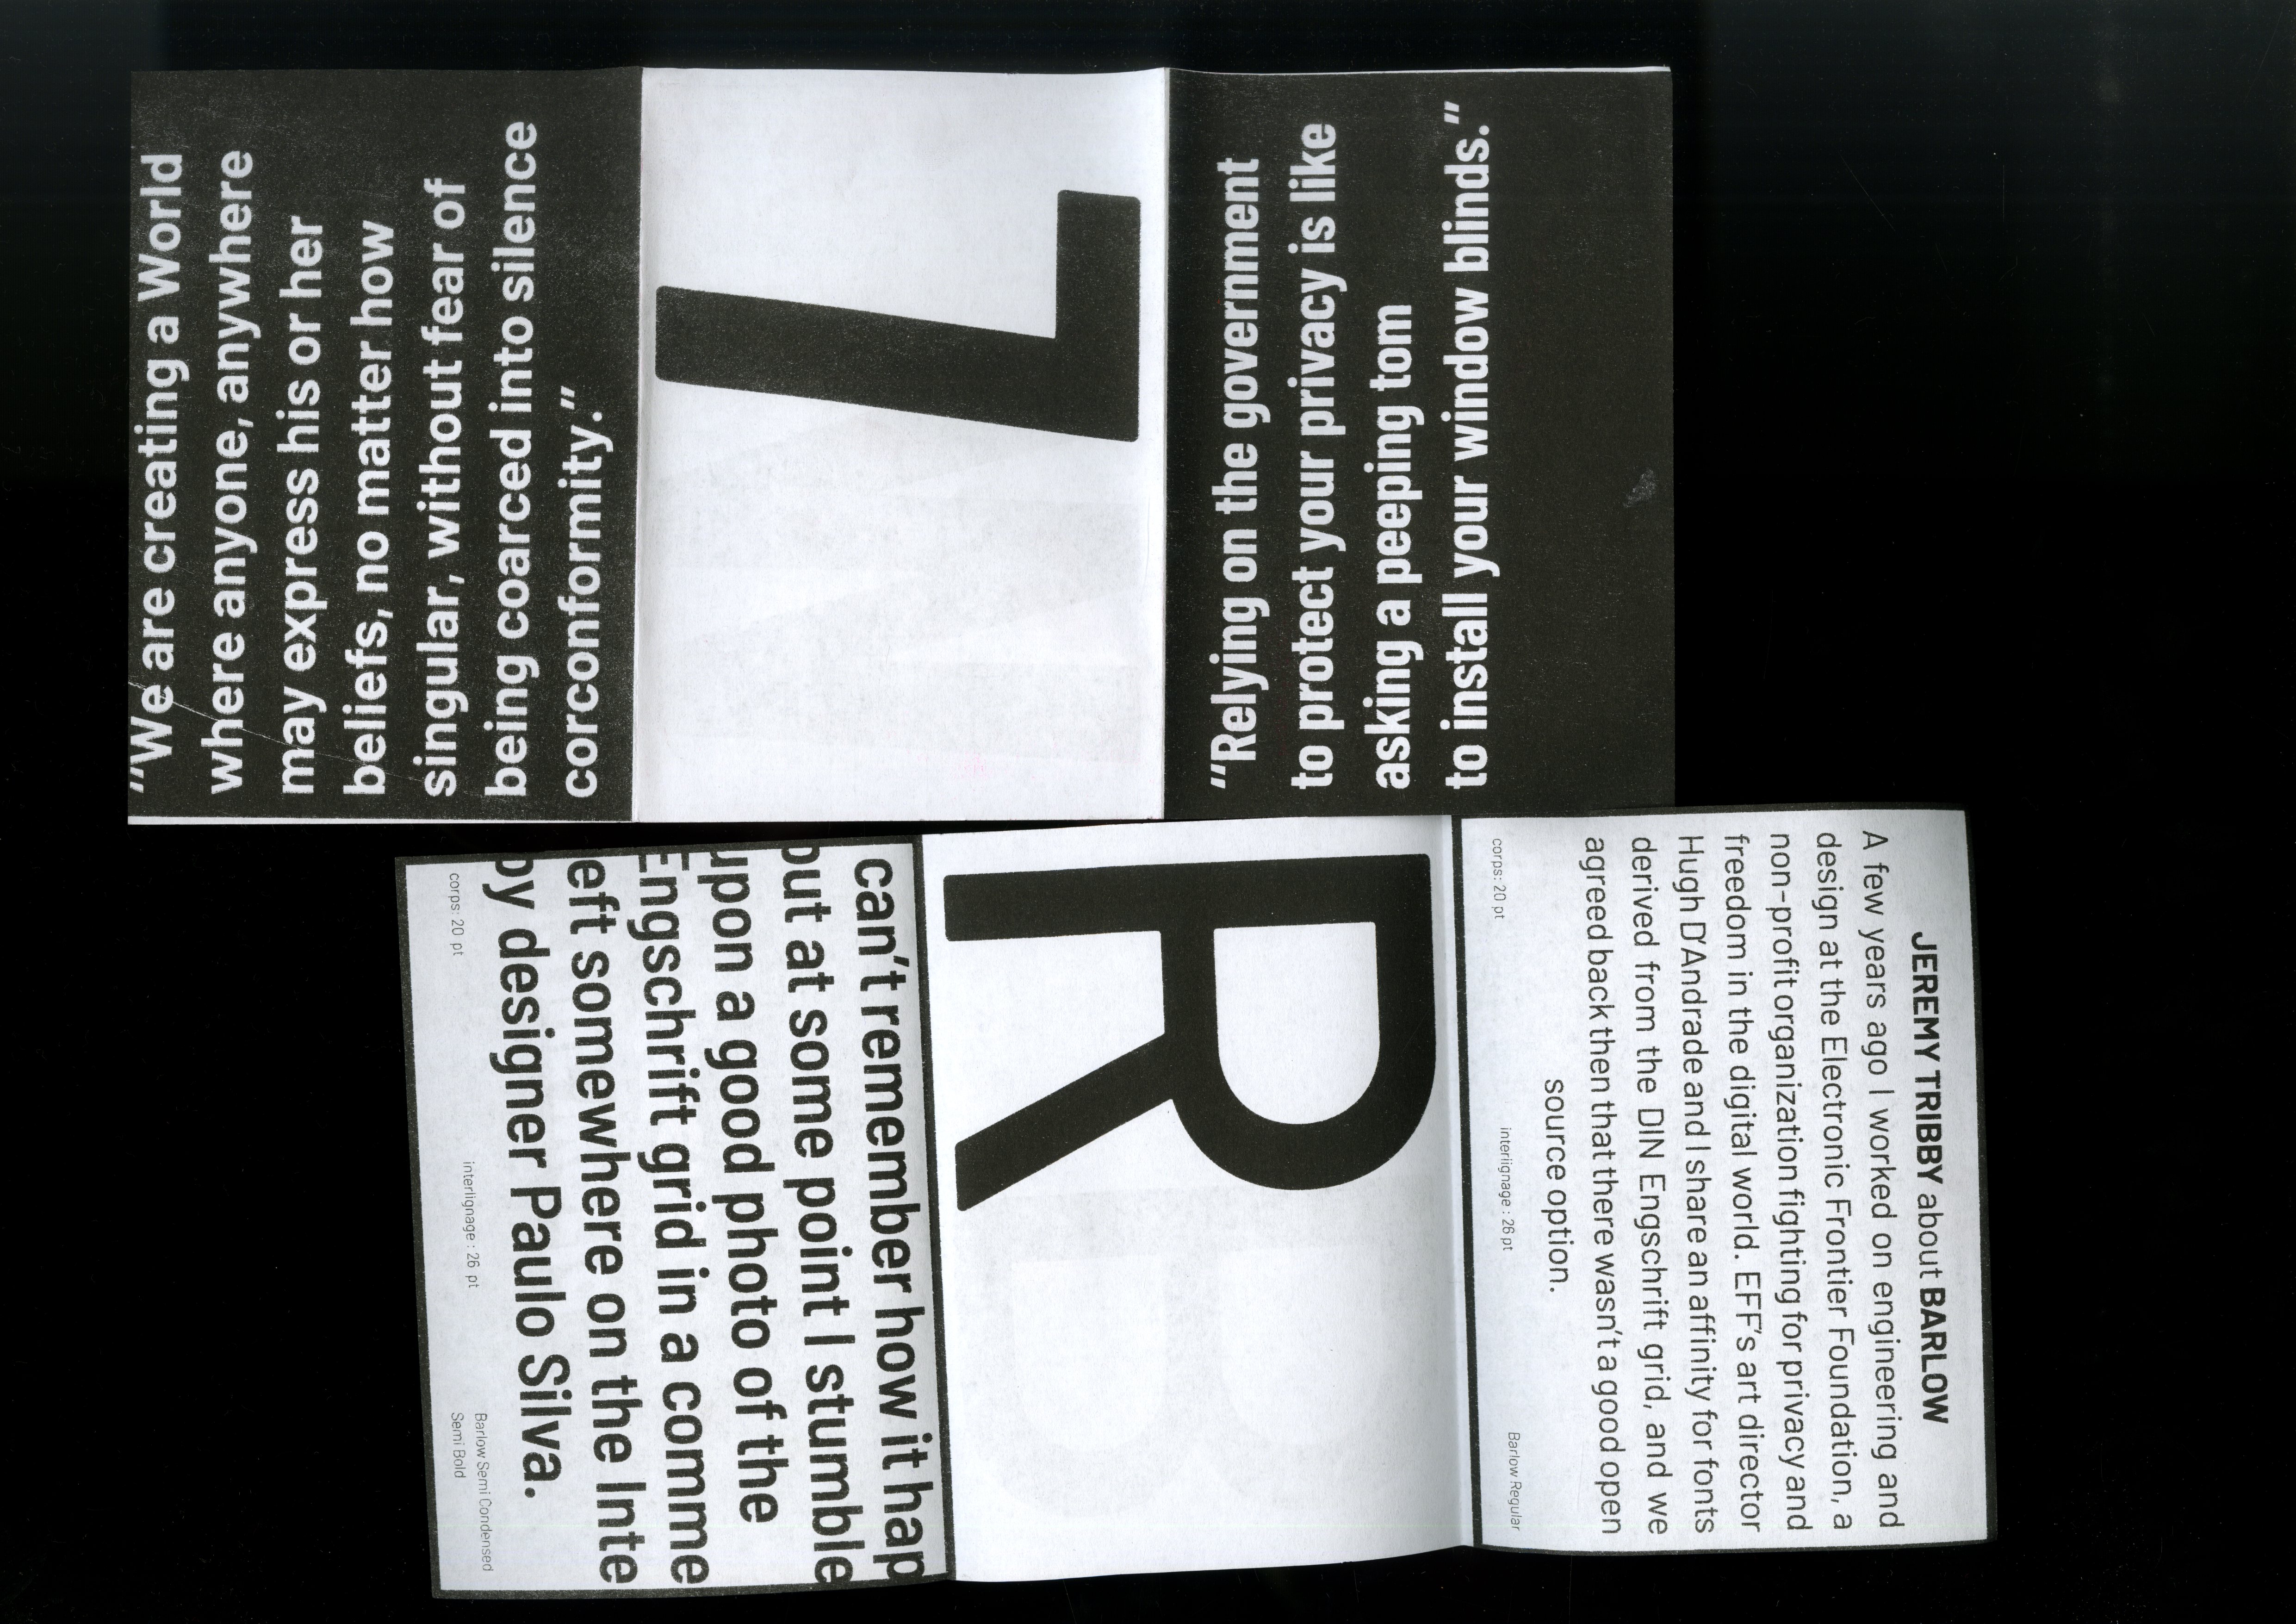 "We are creating a World
where anyone, anywhere
may express his or her
beliefs, no matter how
singular, without fear of
being coarced into silence
corconformity."
7
"Relying on the government
to protect your privacy is like
asking a peeping tom
to install your window blinds."
JEREMY TRIBBY about BARLOW
A few years ago I worked on engineering and
design at the Electronic Frontier Foundation, a
non-profit organization fighting for privacy and
freedom in the digital world. EFF's art director
Hugh D'Andrade and I share an affinity for fonts
derived from the DIN Engschrift grid, and we
agreed back then that there wasn't a good open
source option.
corps: 20 pt
interlignage : 26 pt
Barlow Regular
R
can't remember how it hap
but at some point I stumble
upon a good photo of the
Engschrift grid in a comme
eft somewhere on the Inte
by designer Paulo Silva.
corps: 20 pt
interlignage : 26 pt
Barlow Semi Condensed
Semi Bold